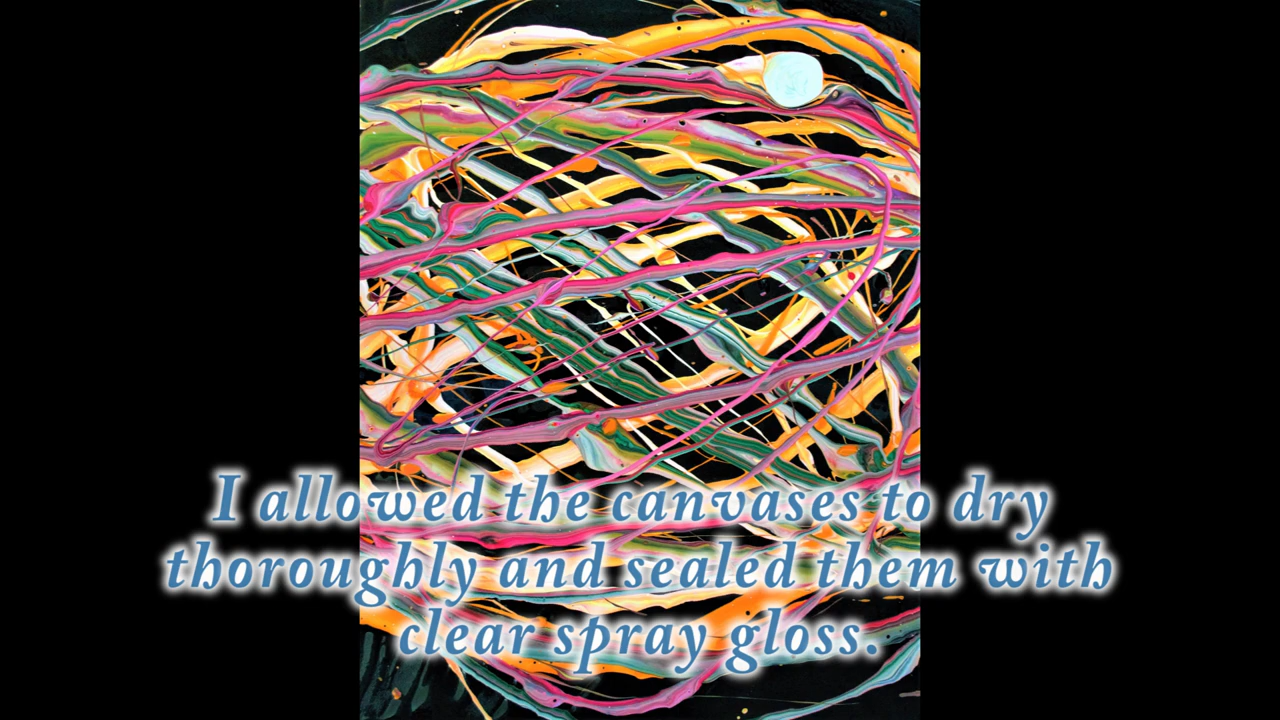 I allowed the canvases to dry
thoroughly and sealed them with
clear spray gloss.